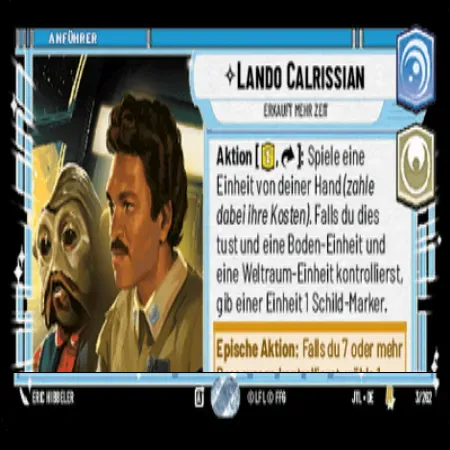 ANFÜHRER
LANDO CALRISSIAN
ERKAUFT MEHR ZEIT
Aktion [1, ]: Spiele eine
Einheit von deiner Hand (zahle
dabei ihre Kosten). Falls du dies
tust und eine Boden-Einheit und
eine Weltraum-Einheit kontrollierst,
gib einer Einheit 1 Schild-Marker.
Epische Aktion: Falls du 7 oder mehr
ERIC HIBBELER
© LFL © FFG
JTL • DE
3/262